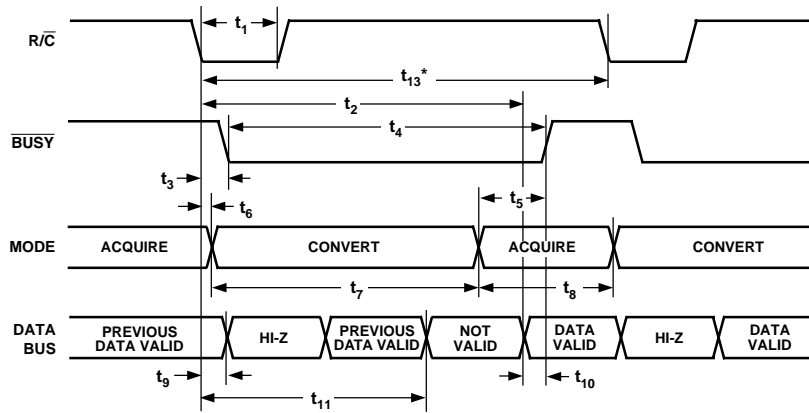 R/C̅
t1
t13*
t2
BUSY
t4
t3
t5
t6
MODE
ACQUIRE
CONVERT
ACQUIRE
CONVERT
t7
t8
DATA
BUS
PREVIOUS
DATA VALID
HI-Z
PREVIOUS
DATA VALID
NOT
VALID
DATA
VALID
HI-Z
DATA
VALID
t9
t10
t11